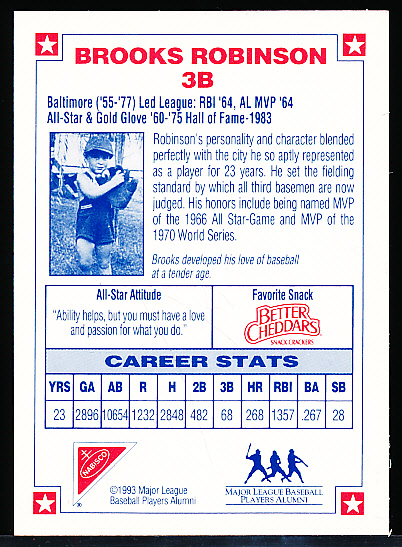 BROOKS ROBINSON
3B
Baltimore ('55-'77) Led League: RBI '64, AL MVP '64
All-Star & Gold Glove '60-'75 Hall of Fame-1983
Robinson's personality and character blended
perfectly with the city he so aptly represented
as a player for 23 years. He set the fielding
standard by which all third basemen are now
judged. His honors include being named MVP
of the 1966 All Star-Game and MVP of the
1970 World Series.
Brooks developed his love of baseball
at a tender age.
All-Star Attitude
"Ability helps, but you must have a love
and passion for what you do."
Favorite Snack
BETTER
CHEDDARS
SNACK CRACKERS
CAREER STATS
YRS GA AB R H 2B 3B HR RBI BA SB
23 2896 10654 1232 2848 482 68 268 1357 .267 28
NABISCO
©1993 Major League
Baseball Players Alumni
MAJOR LEAGUE BASEBALL
PLAYERS ALUMNI